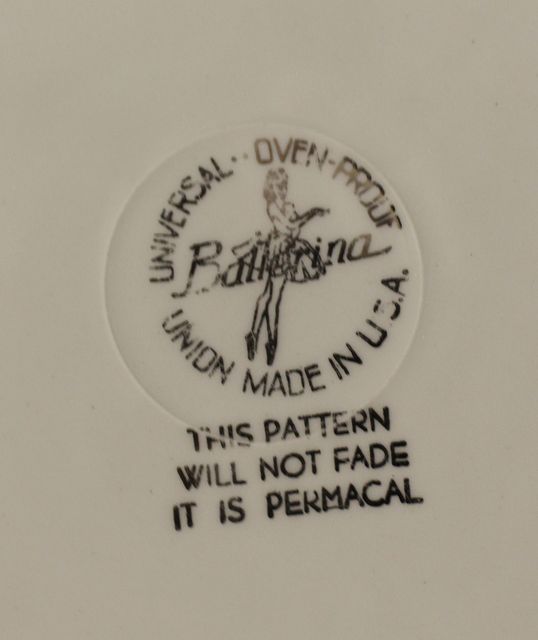 UNIVERSAL·· OVEN-PROOF
Ballerina
UNION MADE IN U.S.A.
THIS PATTERN
WILL NOT FADE
IT IS PERMACAL